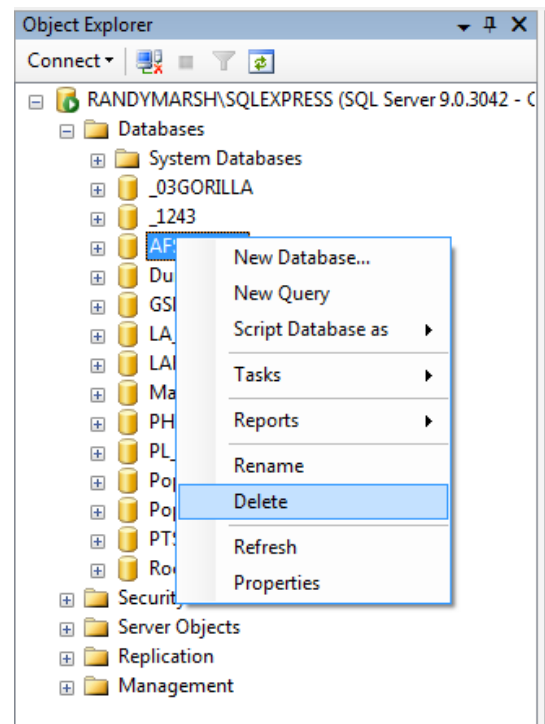 Object Explorer
Connect
RANDYMARSH\SQLEXPRESS (SQL Server 9.0.3042 -
Databases
System Databases
_03GORILLA
_1243
New Database...
New Query
Script Database as
Tasks
Reports
Rename
Delete
Refresh
Properties
Security
Server Objects
Replication
Management